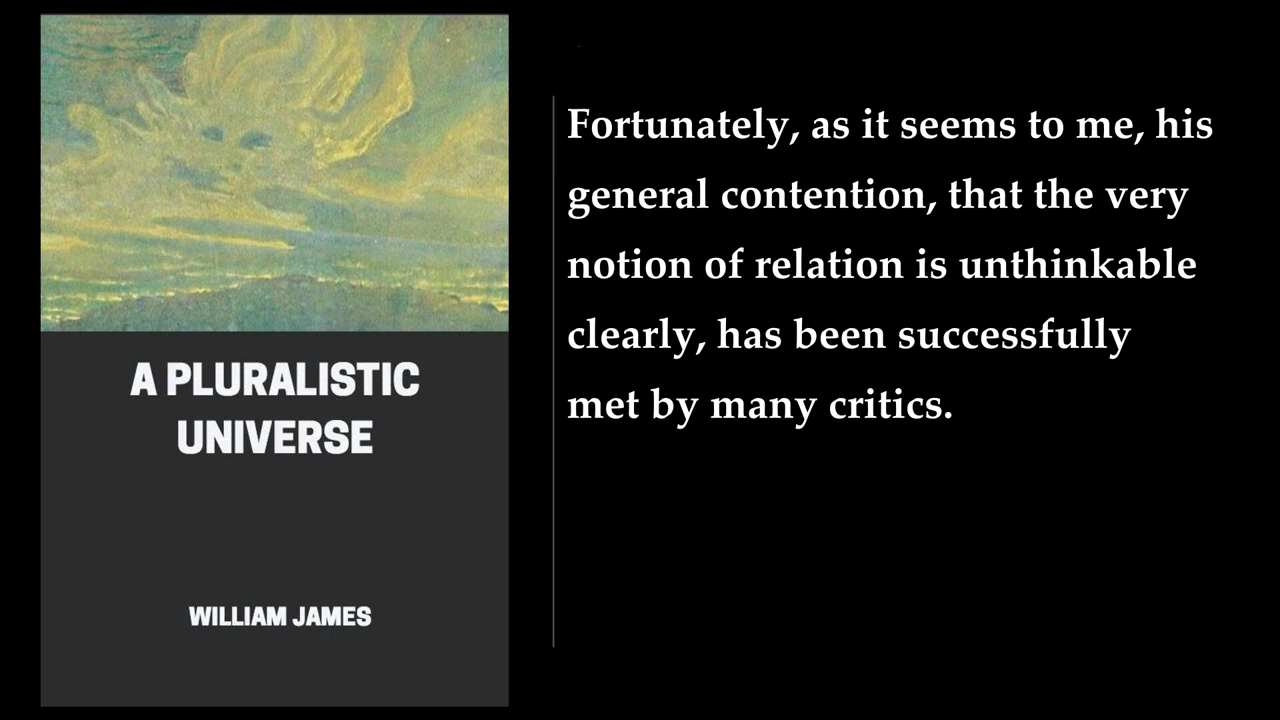 A PLURALISTIC
UNIVERSE
WILLIAM JAMES
Fortunately, as it seems to me, his
general contention, that the very
notion of relation is unthinkable
clearly, has been successfully
met by many critics.